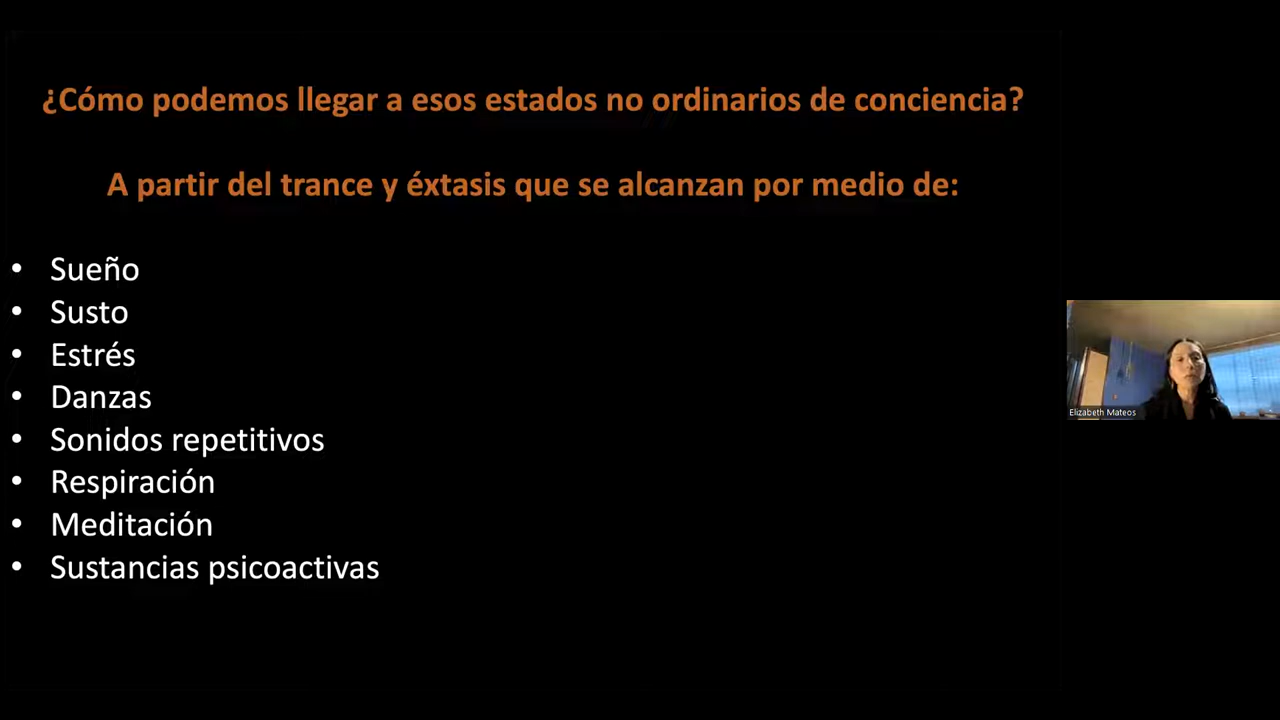 ¿Cómo podemos llegar a esos estados no ordinarios de conciencia?
A partir del trance y éxtasis que se alcanzan por medio de:
• Sueño
• Susto
• Estrés
• Danzas
• Sonidos repetitivos
• Respiración
• Meditación
• Sustancias psicoactivas
Elizabeth Mateos